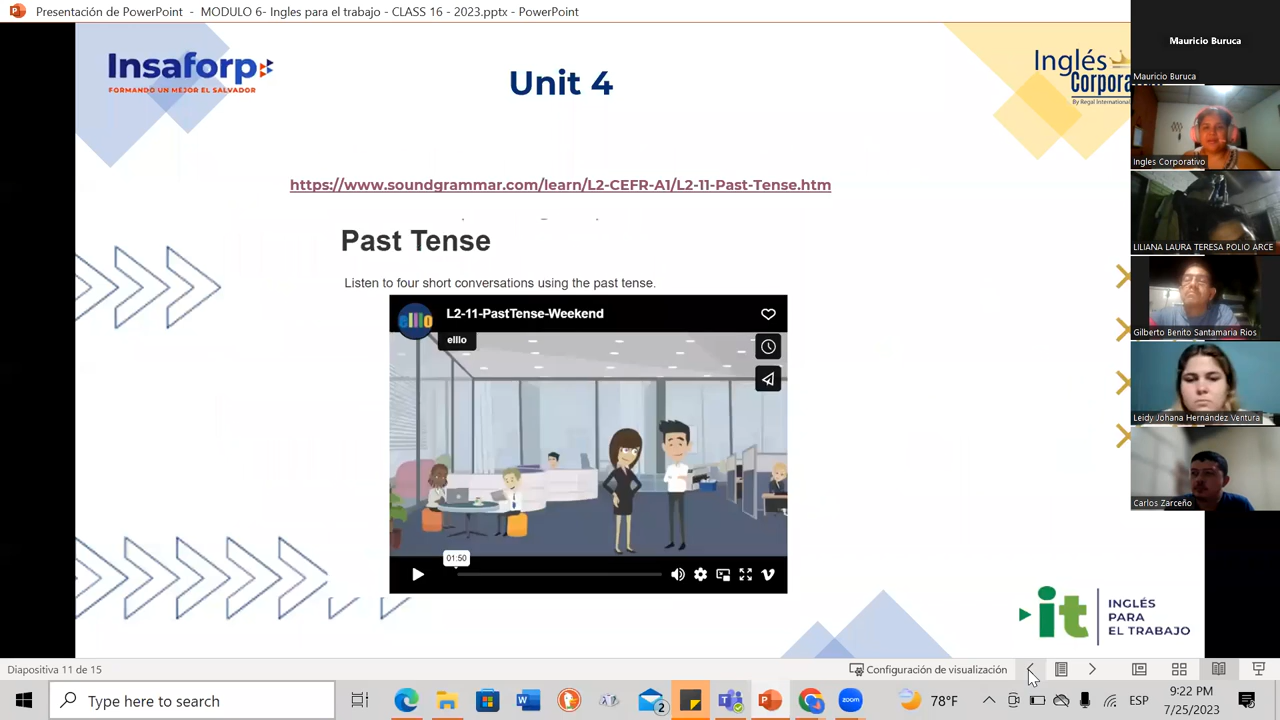 Presentación de PowerPoint - MODULO 6- Ingles para el trabajo - CLASS 16 - 2023.pptx - PowerPoint
Insaforp
FORMANDO UN MEJOR EL SALVADOR
Unit 4
Inglés
Corpora
By Regal International
https://www.soundgrammar.com/learn/L2-CEFR-A1/L2-11-Past-Tense.htm
Past Tense
Listen to four short conversations using the past tense.
elllo
L2-11-PastTense-Weekend
elllo
01:50
it
INGLÉS
PARA
EL TRABAJO
Mauricio Buruca
Mauricio Buruca
Ingles Corporativo
LILIANA LAURA TERESA POLIO ARCE
Gilberto Benito Santamaria Rios
Leidy Johana Hernández Ventura
Carlos Zarceño
Diapositiva 11 de 15
Configuración de visualización
Type here to search
2
zoom
78°F
ESP
9:22 PM
7/25/2023